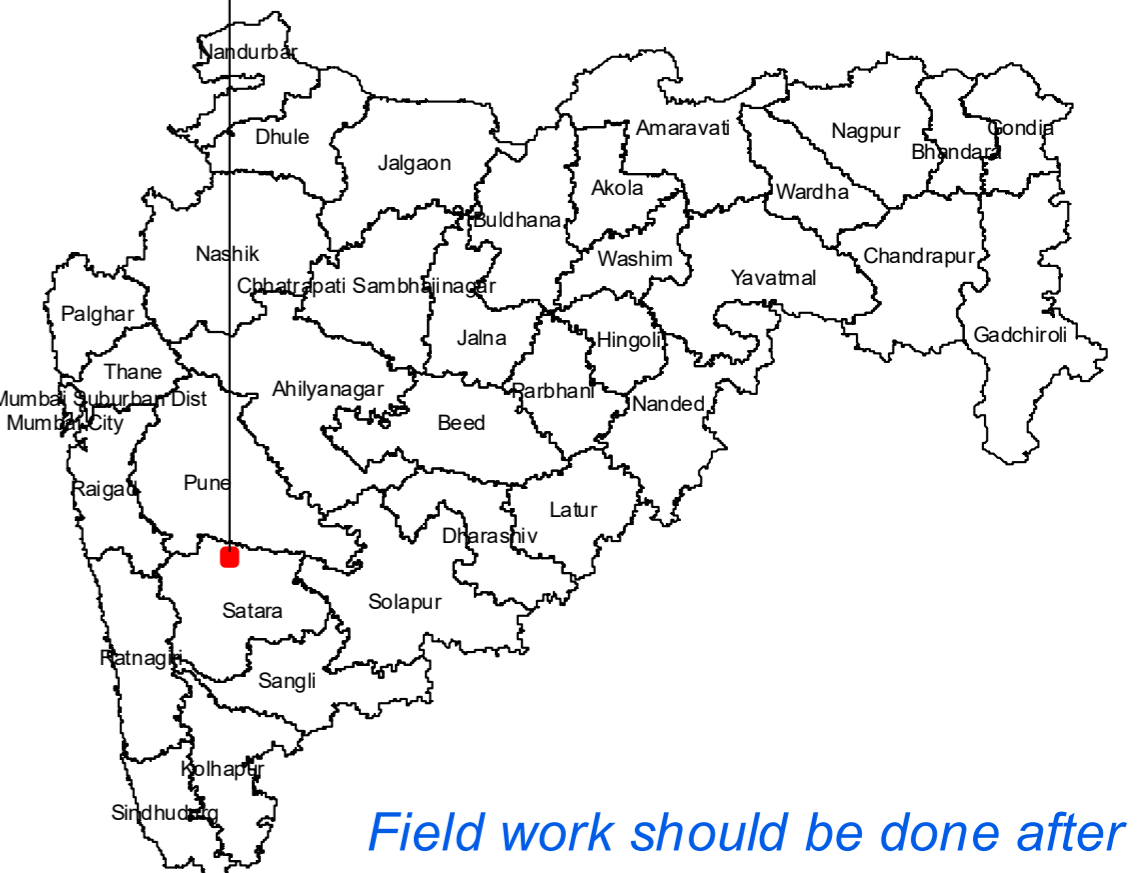 Nandurbar
Dhule
Jalgaon
Amaravati
Nagpur
Gondia
Bhandara
Akola
Wardha
Buldhana
Nashik
Washim
Chandrapur
Chhatrapati Sambhajinagar
Yavatmal
Palghar
Jalna
Hingoli
Gadchiroli
Thane
Ahilyanagar
Parbhani
Mumbai Suburban Dist
Nanded
Mumbai City
Beed
Raigad
Pune
Latur
Dharashiv
Satara
Solapur
Ratnagiri
Sangli
Kolhapur
Sindhudurg
Field work should be done after